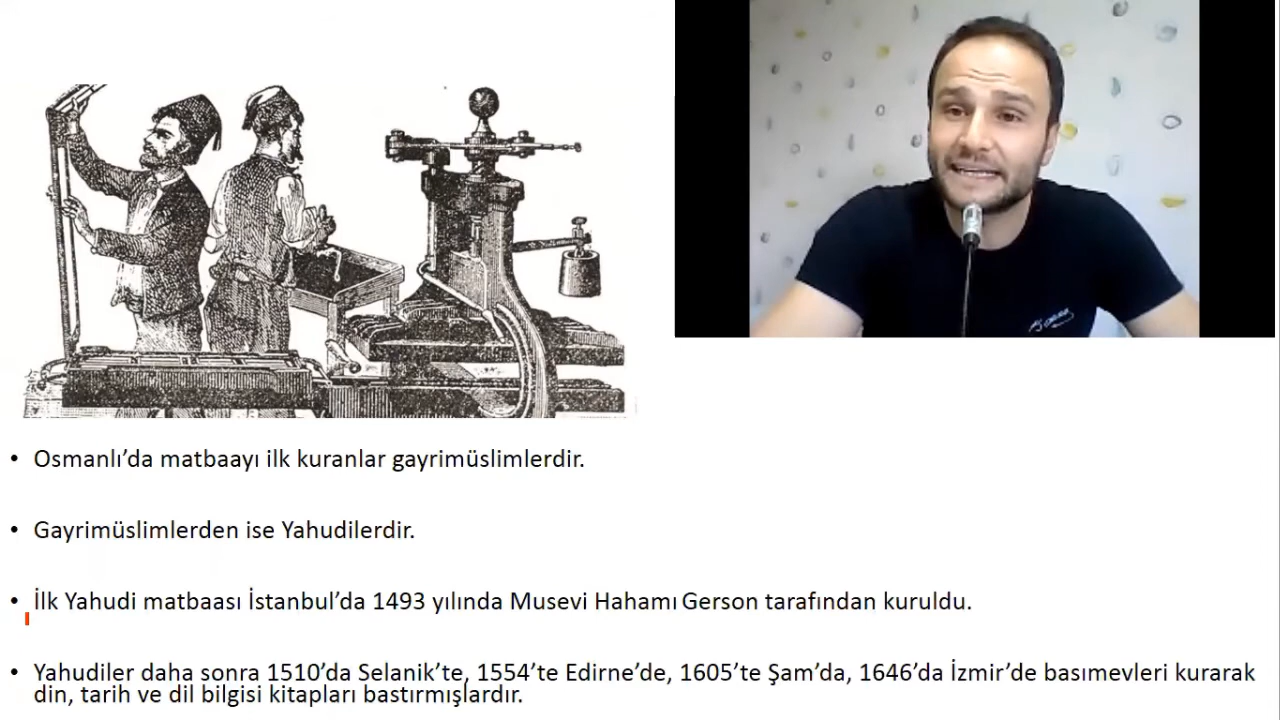 • Osmanlı’da matbaayı ilk kuranlar gayrimüslimlerdir.
• Gayrimüslimlerden ise Yahudilerdir.
• İlk Yahudi matbaası İstanbul’da 1493 yılında Musevi Hahamı Gerson tarafından kuruldu.
• Yahudiler daha sonra 1510’da Selanik’te, 1554’te Edirne’de, 1605’te Şam’da, 1646’da İzmir’de basımevleri kurarak
din, tarih ve dil bilgisi kitapları bastırmışlardır.